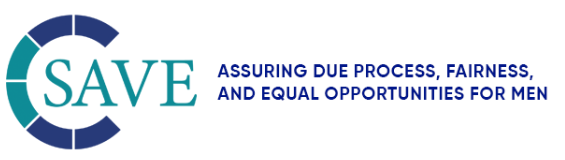 SAVE
ASSURING DUE PROCESS, FAIRNESS,
AND EQUAL OPPORTUNITIES FOR MEN